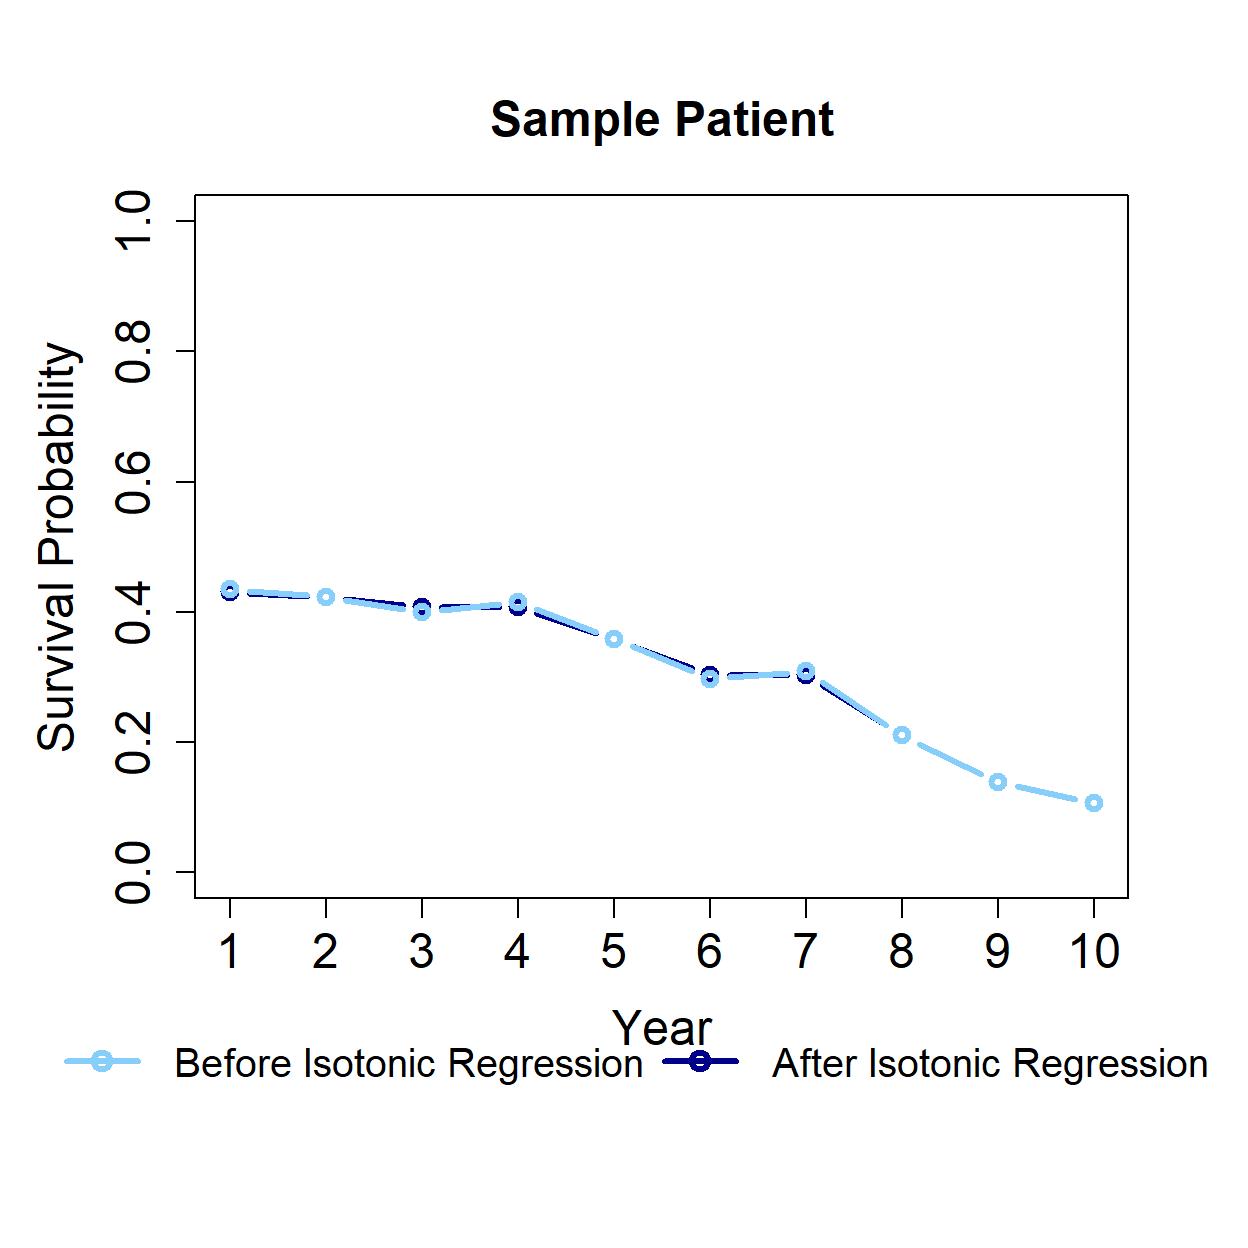 Sample Patient
Survival Probability
1.0
0.8
0.6
0.4
0.2
0.0
1 2 3 4 5 6 7 8 9 10
Year
Before Isotonic Regression After Isotonic Regression